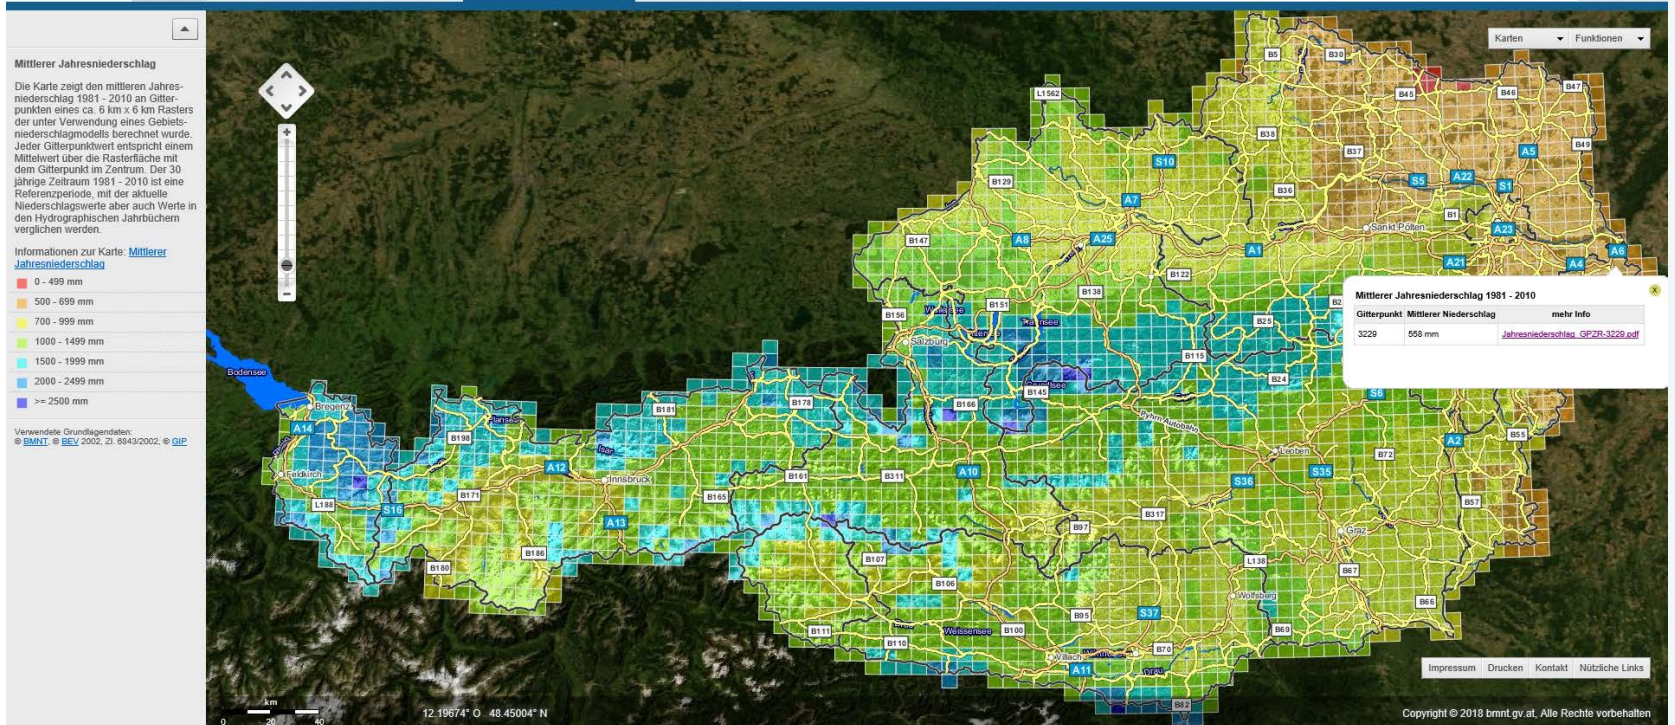 Mittlerer Jahresniederschlag
Die Karte zeigt den mittleren Jahres-
niederschlag 1981 - 2010 an Gitter-
punkten eines ca. 6 km x 6 km Rasters
der unter Verwendung eines Gebiets-
niederschlagmodells berechnet wurde.
Jeder Gitterpunktwert entspricht einem
Mittelwert über die Rasterfläche mit
dem Gitterpunkt im Zentrum. Der 30
jährige Zeitraum 1981 - 2010 ist eine
Referenzperiode, mit der aktuelle
Niederschlagswerte aber auch Werte in
den Hydrographischen Jahrbüchern
verglichen werden.
Informationen zur Karte: Mittlerer
Jahresniederschlag
0 - 499 mm
500 - 699 mm
700 - 999 mm
1000 - 1499 mm
1500 - 1999 mm
2000 - 2499 mm
>= 2500 mm
Verwendete Grundlagendaten:
© BMNT, © BEV 2002, Zl. 6843/2002, © GIP
Karten
Funktionen
B5
B30
B45
B46
B47
L1562
B38
B37
B49
A5
S10
S5
A22
S1
B129
B36
A7
B1
Sankt Pölten
A23
B147
A8
A25
A1
A21
A4
A6
B122
B138
B151
B156
Salzburg
B25
B115
B24
Bodensee
B145
B166
B178
B181
Bregenz
A14
B198
Pyhrn Autobahn
S6
A2
B55
Feldkirch
A12
Isar
Innsbruck
B171
B161
B311
A10
Leoben
S35
S36
B72
L188
S16
B165
A13
B57
B317
B97
Graz
B186
B180
B107
B106
L138
B67
Wolfsberg
B66
B95
S37
B111
B110
Weissensee
B100
B69
Villach
A11
B70
B82
Mittlerer Jahresniederschlag 1981 - 2010
x
Gitterpunkt Mittlerer Niederschlag mehr Info
3229 558 mm Jahresniederschlag_GPZR-3229.pdf
Impressum Drucken Kontakt Nützliche Links
km
0 20 40
12.19674° O 48.45004° N
Copyright © 2018 bmnt.gv.at, Alle Rechte vorbehalten